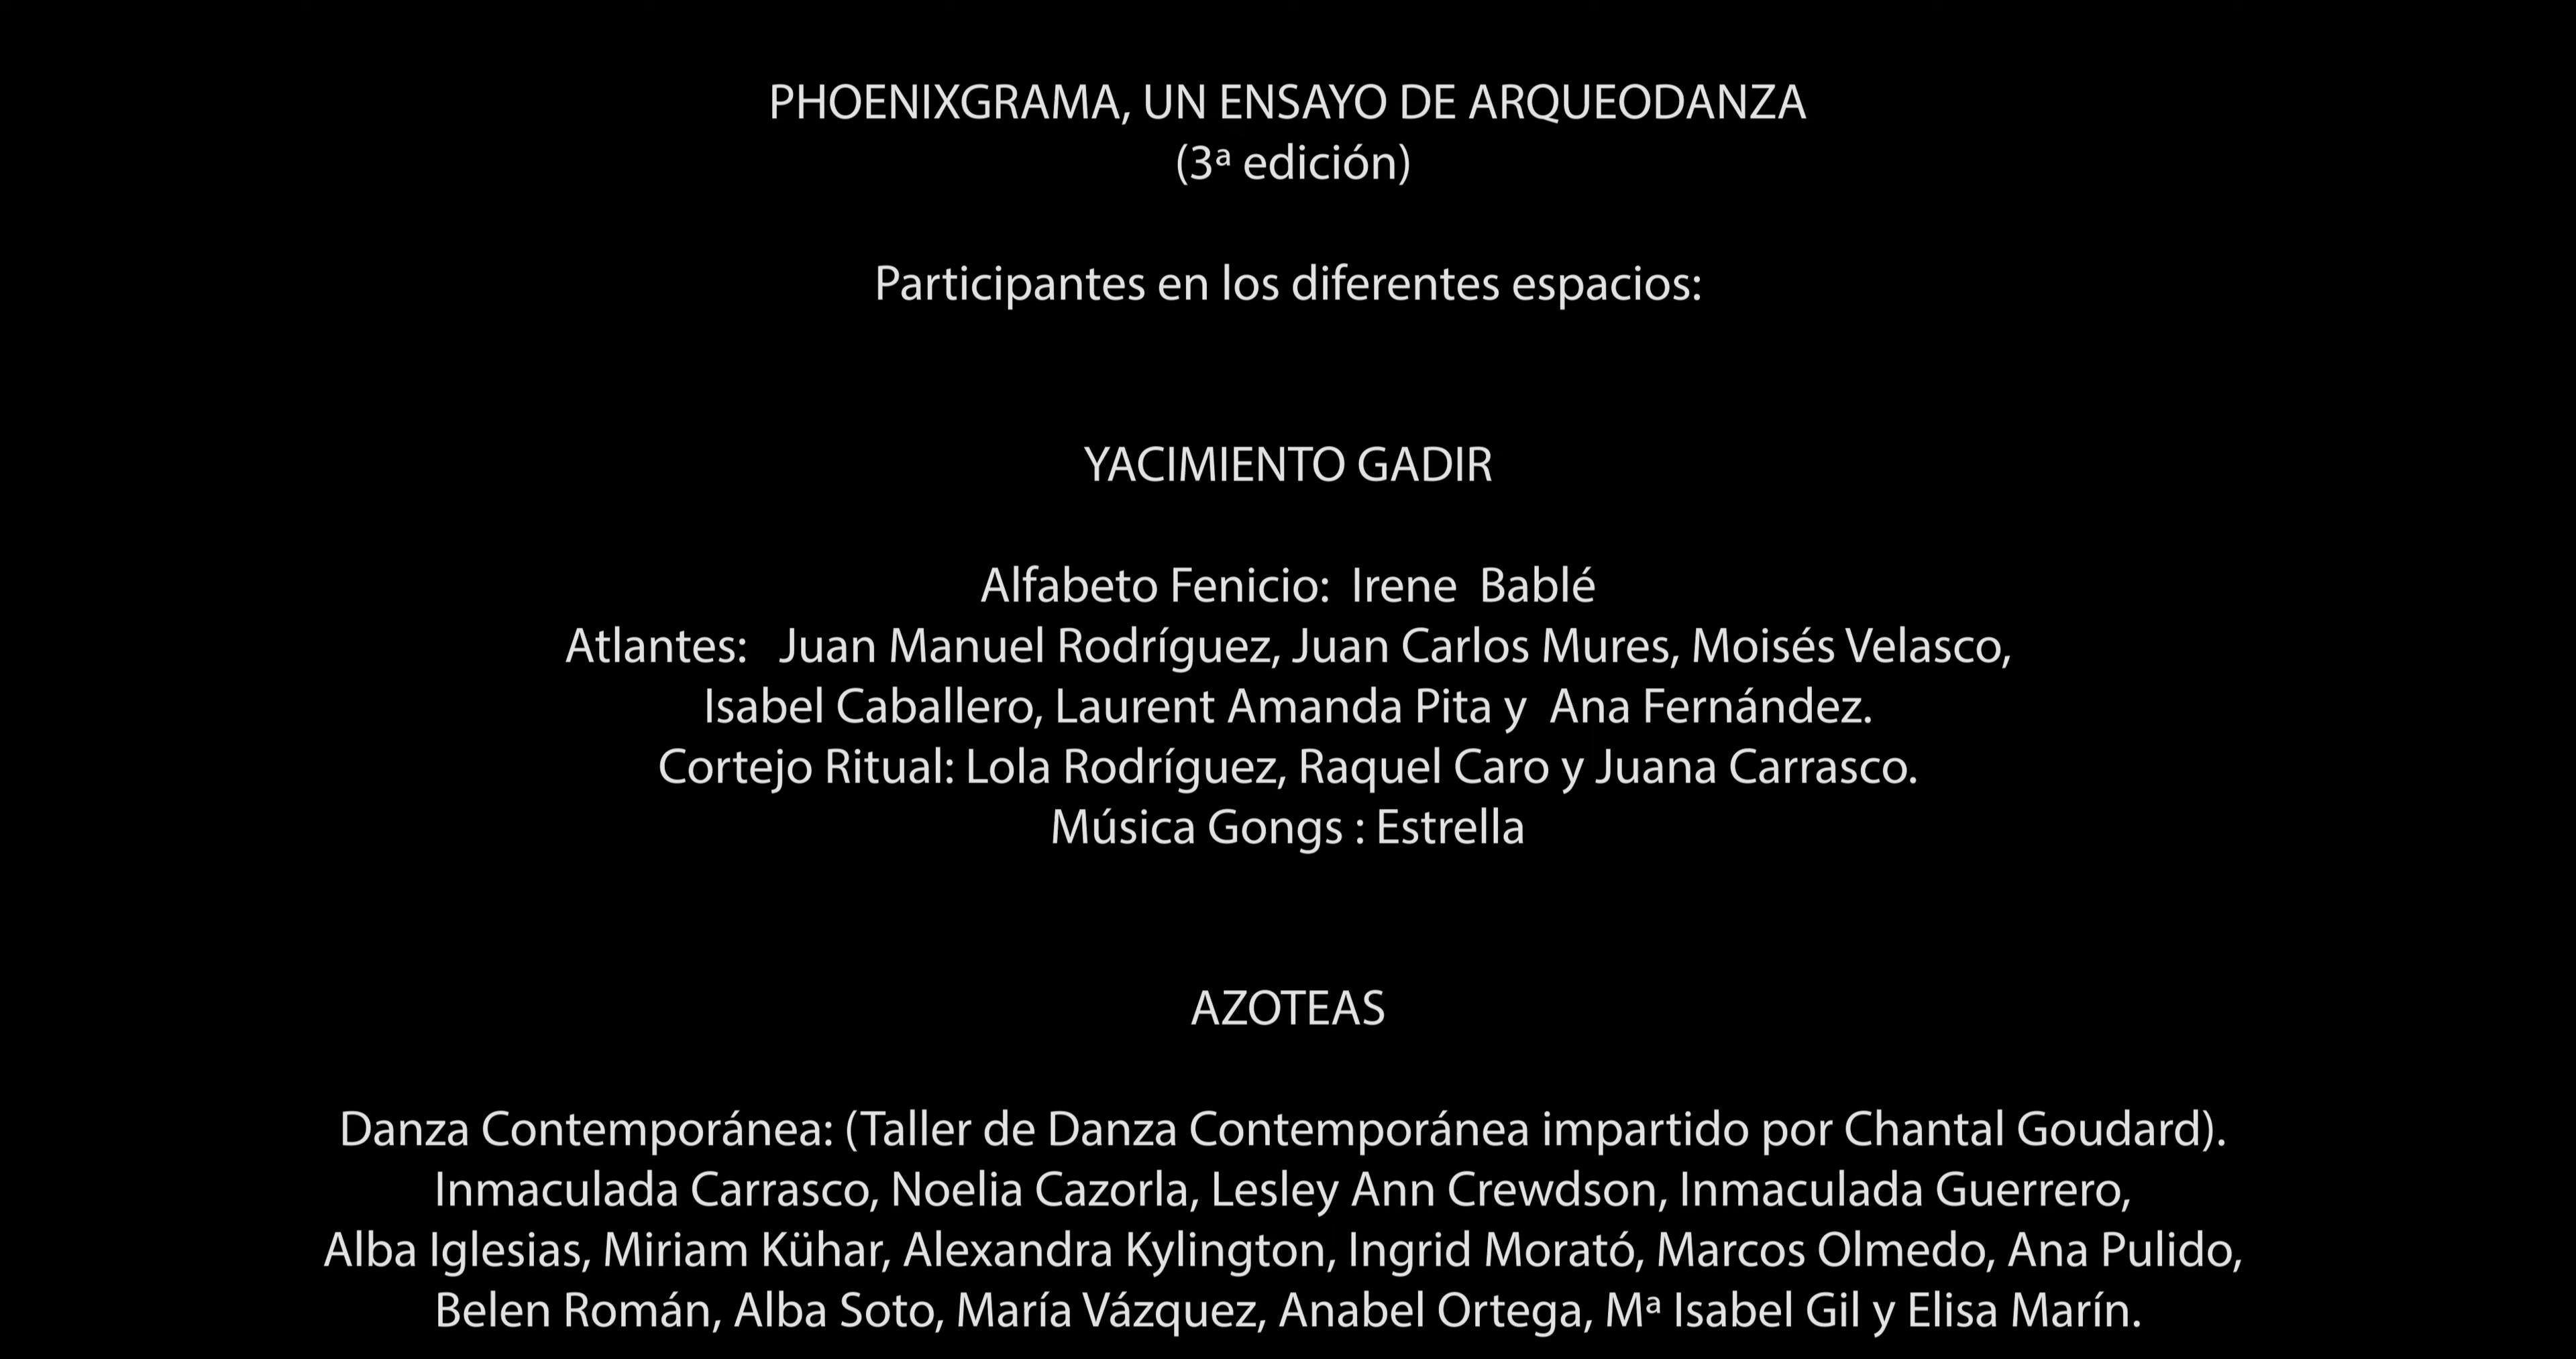 PHOENIXGRAMA, UN ENSAYO DE ARQUEODANZA
(3ª edición)
Participantes en los diferentes espacios:
YACIMIENTO GADIR
Alfabeto Fenicio: Irene Bablé
Atlantes: Juan Manuel Rodríguez, Juan Carlos Mures, Moisés Velasco,
Isabel Caballero, Laurent Amanda Pita y Ana Fernández.
Cortejo Ritual: Lola Rodríguez, Raquel Caro y Juana Carrasco.
Música Gongs : Estrella
AZOTEAS
Danza Contemporánea: (Taller de Danza Contemporánea impartido por Chantal Goudard).
Inmaculada Carrasco, Noelia Cazorla, Lesley Ann Crewdson, Inmaculada Guerrero,
Alba Iglesias, Miriam Kühar, Alexandra Kylington, Ingrid Morató, Marcos Olmedo, Ana Pulido,
Belen Román, Alba Soto, María Vázquez, Anabel Ortega, Mª Isabel Gil y Elisa Marín.